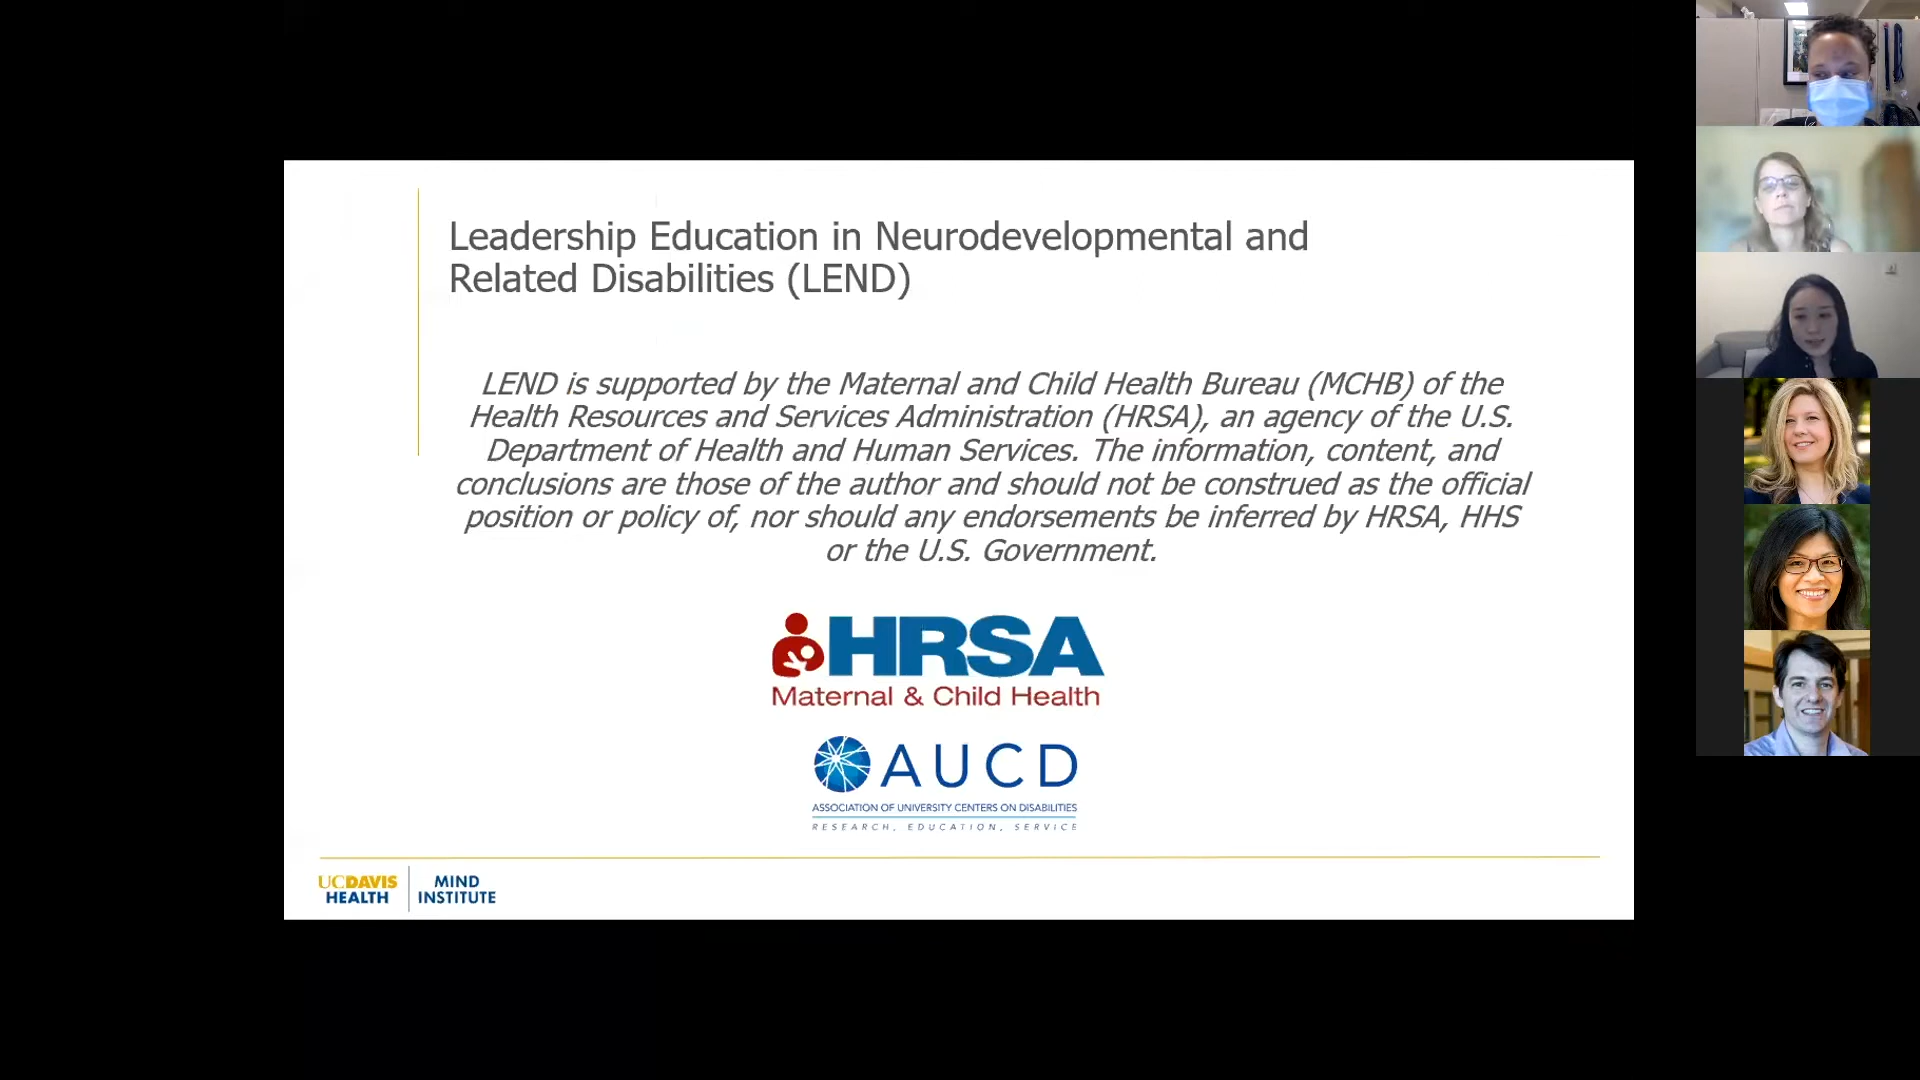 Leadership Education in Neurodevelopmental and
Related Disabilities (LEND)
LEND is supported by the Maternal and Child Health Bureau (MCHB) of the
Health Resources and Services Administration (HRSA), an agency of the U.S.
Department of Health and Human Services. The information, content, and
conclusions are those of the author and should not be construed as the official
position or policy of, nor should any endorsements be inferred by HRSA, HHS
or the U.S. Government.
HRSA
Maternal & Child Health
AUCD
ASSOCIATION OF UNIVERSITY CENTERS ON DISABILITIES
RESEARCH, EDUCATION, SERVICE
UCDAVIS
HEALTH
MIND
INSTITUTE